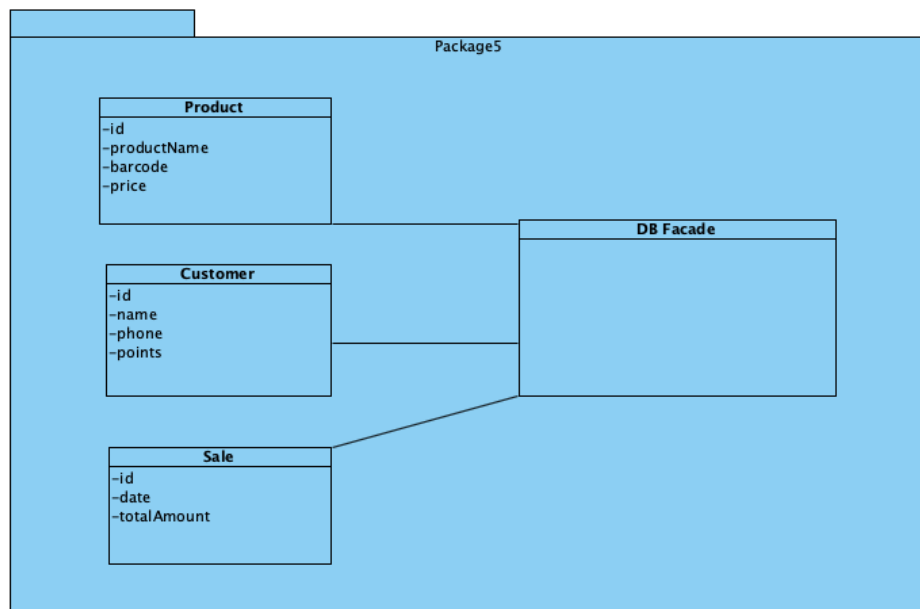 Package5
Product
-id
-productName
-barcode
-price
DB Facade
Customer
-id
-name
-phone
-points
Sale
-id
-date
-totalAmount